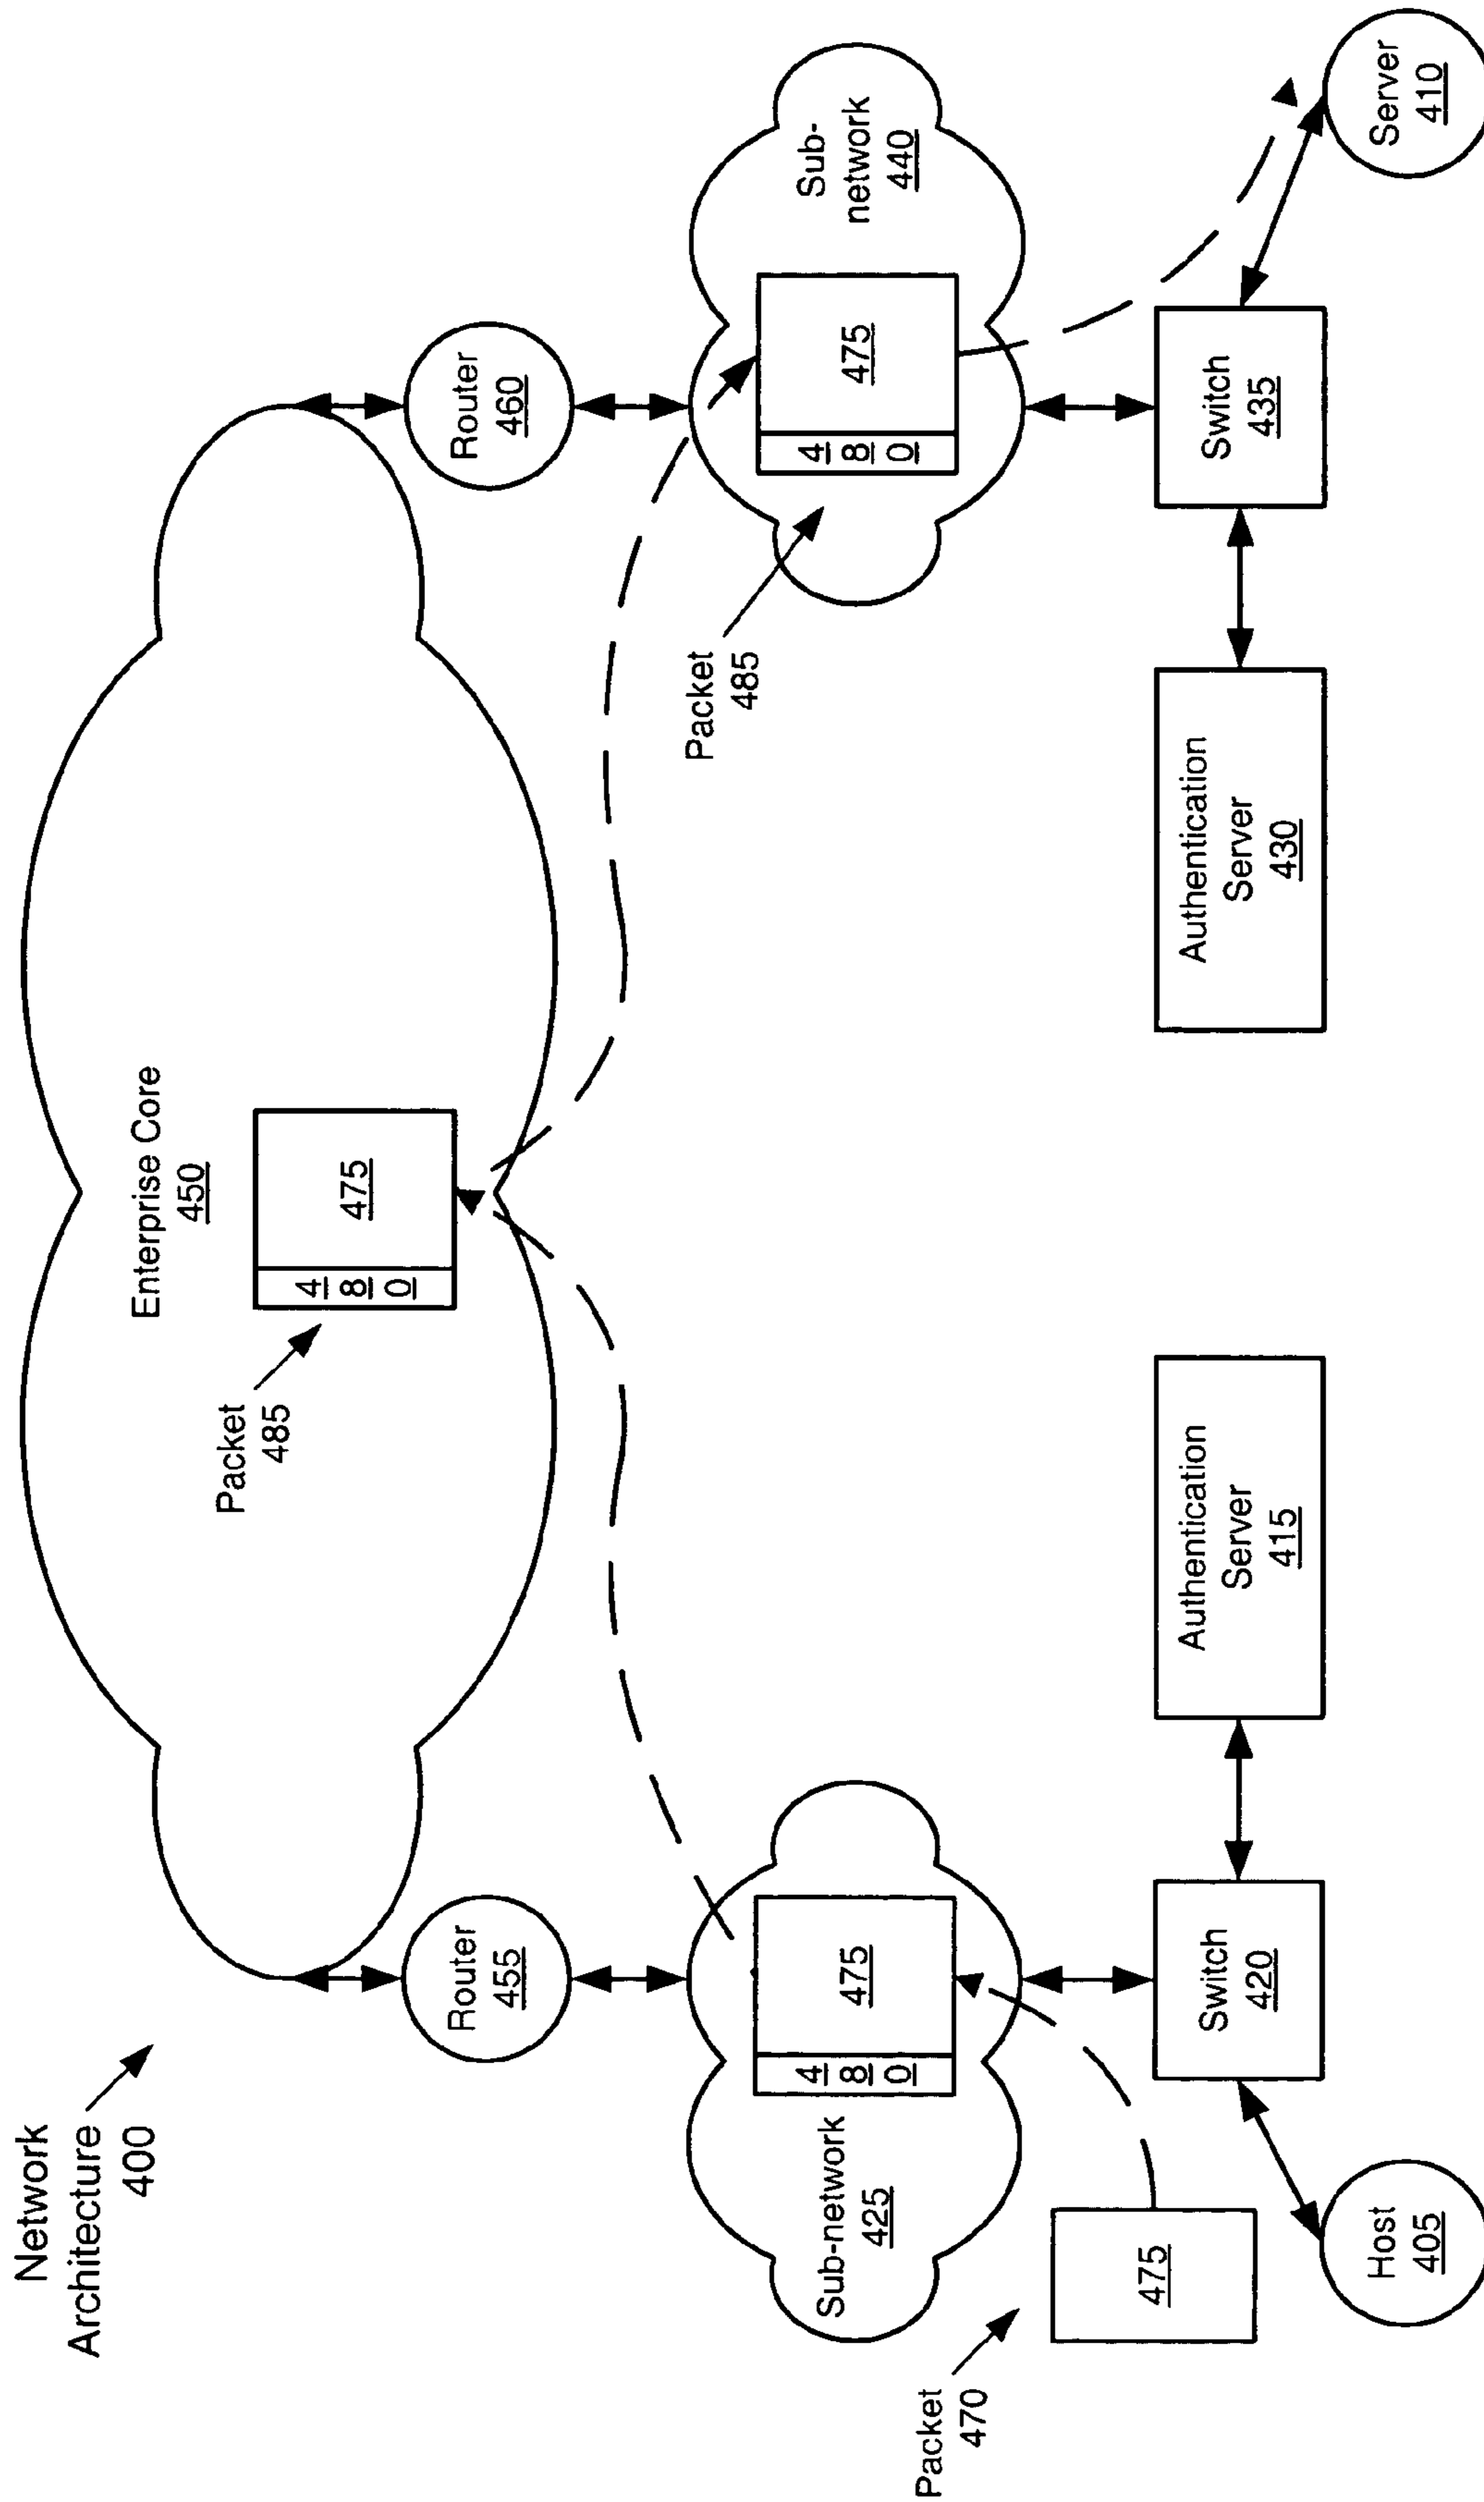 Network
Architecture
400
Enterprise Core
450
Packet
485
4
8
0
475
Router
455
Router
460
Sub-network
425
4
8
0
475
Packet
485
4
8
0
475
Sub-
network
440
Packet
470
475
Host
405
Switch
420
Authentication
Server
415
Authentication
Server
430
Switch
435
Server
410